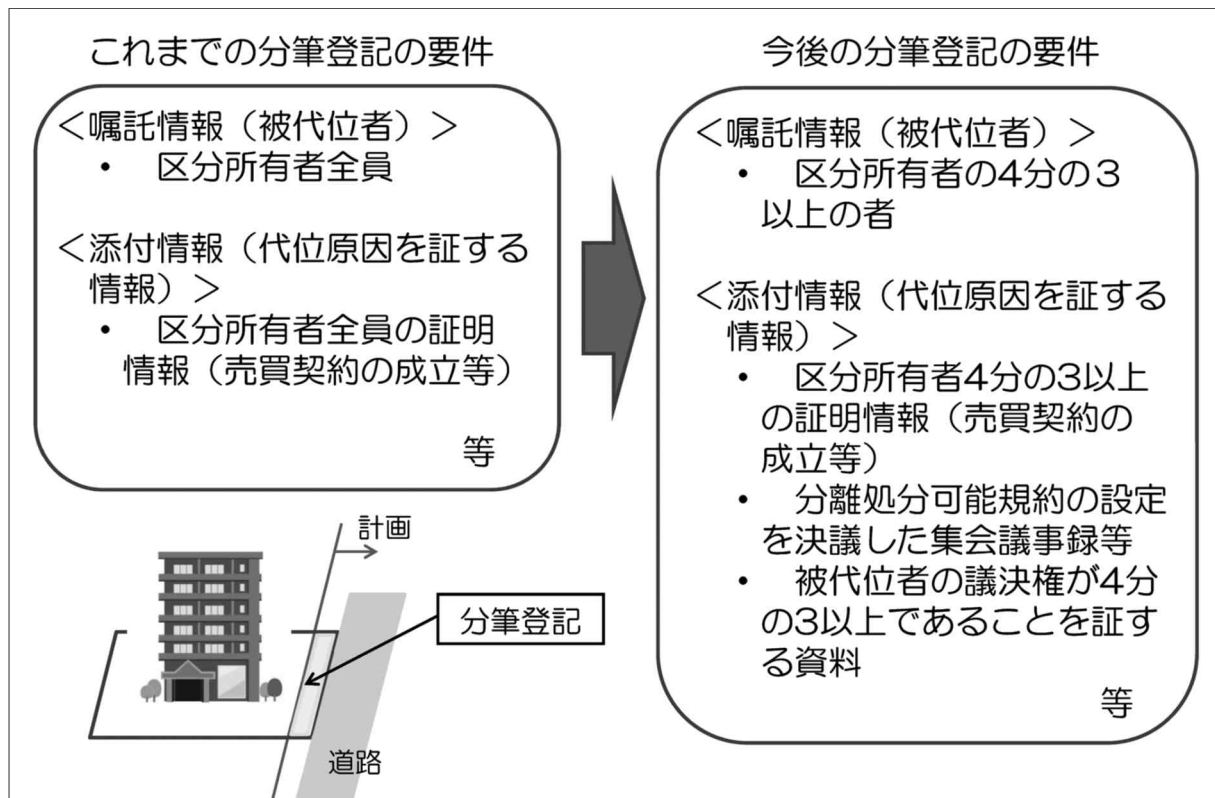 これまでの分筆登記の要件
＜嘱託情報（被代位者）＞
・　区分所有者全員
＜添付情報（代位原因を証する
情報）＞
・　区分所有者全員の証明
情報（売買契約の成立等）
等
今後の分筆登記の要件
＜嘱託情報（被代位者）＞
・　区分所有者の4分の３
以上の者
＜添付情報（代位原因を証する
情報）＞
・　区分所有者4分の3以上
の証明情報（売買契約の
成立等）
・　分離処分可能規約の設定
を決議した集会議事録等
・　被代位者の議決権が4分
の3以上であることを証す
る資料
等
計画
分筆登記
道路